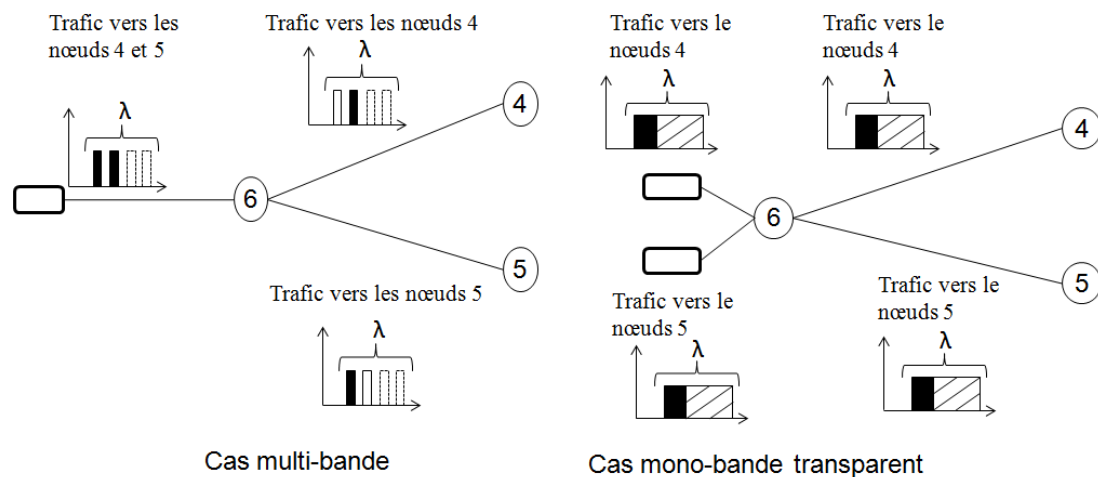 Trafic vers les
nœuds 4 et 5
λ
Trafic vers les nœuds 4
λ
4
6
5
Trafic vers les nœuds 5
λ
Cas multi-bande
Trafic vers le
nœuds 4
λ
Trafic vers le
nœuds 4
λ
4
6
5
Trafic vers le
nœuds 5
λ
Trafic vers le
nœuds 5
λ
Cas mono-bande transparent